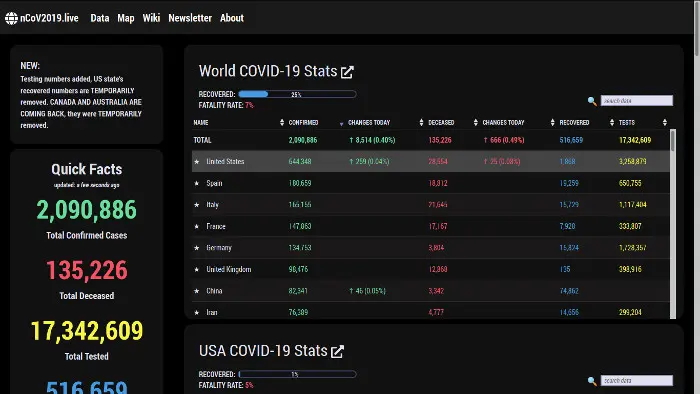 nCoV2019.live Data Map Wiki Newsletter About
NEW:
Testing numbers added, US state's
recovered numbers are TEMPORARILY
removed. CANADA AND AUSTRALIA ARE
COMING BACK, they were TEMPORARILY
removed.
Quick Facts
updated: a few seconds ago
2,090,886
Total Confirmed Cases
135,226
Total Deceased
17,342,609
Total Tested
516,659
World COVID-19 Stats
RECOVERED: 25%
FATALITY RATE: 7%
search data
NAME CONFIRMED CHANGES TODAY DECEASED CHANGES TODAY RECOVERED TESTS
TOTAL 2,090,886 ↑ 8,514 (0.40%) 135,226 ↑ 666 (0.49%) 516,659 17,342,609
★ United States 644,348 ↑ 259 (0.04%) 28,554 ↑ 25 (0.08%) 3,258,879
★ Spain 180,659 18,812 19,259 650,755
★ Italy 165,155 21,645 15,729 1,117,404
★ France 147,863 17,167 7,920 333,807
★ Germany 134,753 3,804 15,824 1,728,357
★ United Kingdom 98,476 12,868 135 398,916
★ China 82,341 ↑ 46 (0.05%) 3,342 74,862
★ Iran 76,389 4,777 14,656 299,204
USA COVID-19 Stats
RECOVERED: 1%
FATALITY RATE: 5%
search data